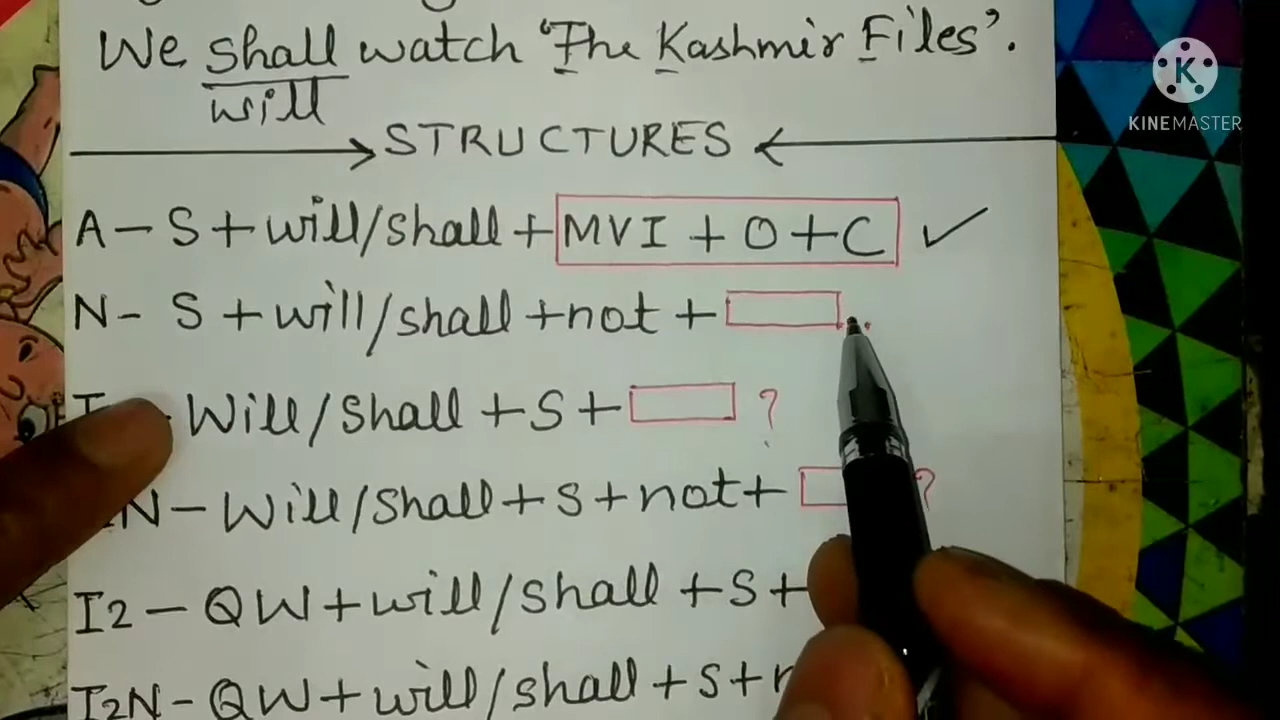 We shall watch 'The Kashmir Files'.
will
STRUCTURES
A - S + will/shall + MVI + O + C
N - S + will/shall + not +
Will/Shall + S + ?
N - Will/Shall + S + not + ?
I2 - QW + will/shall + S +
I2N - QW + will/shall + S +
K
KINEMASTER